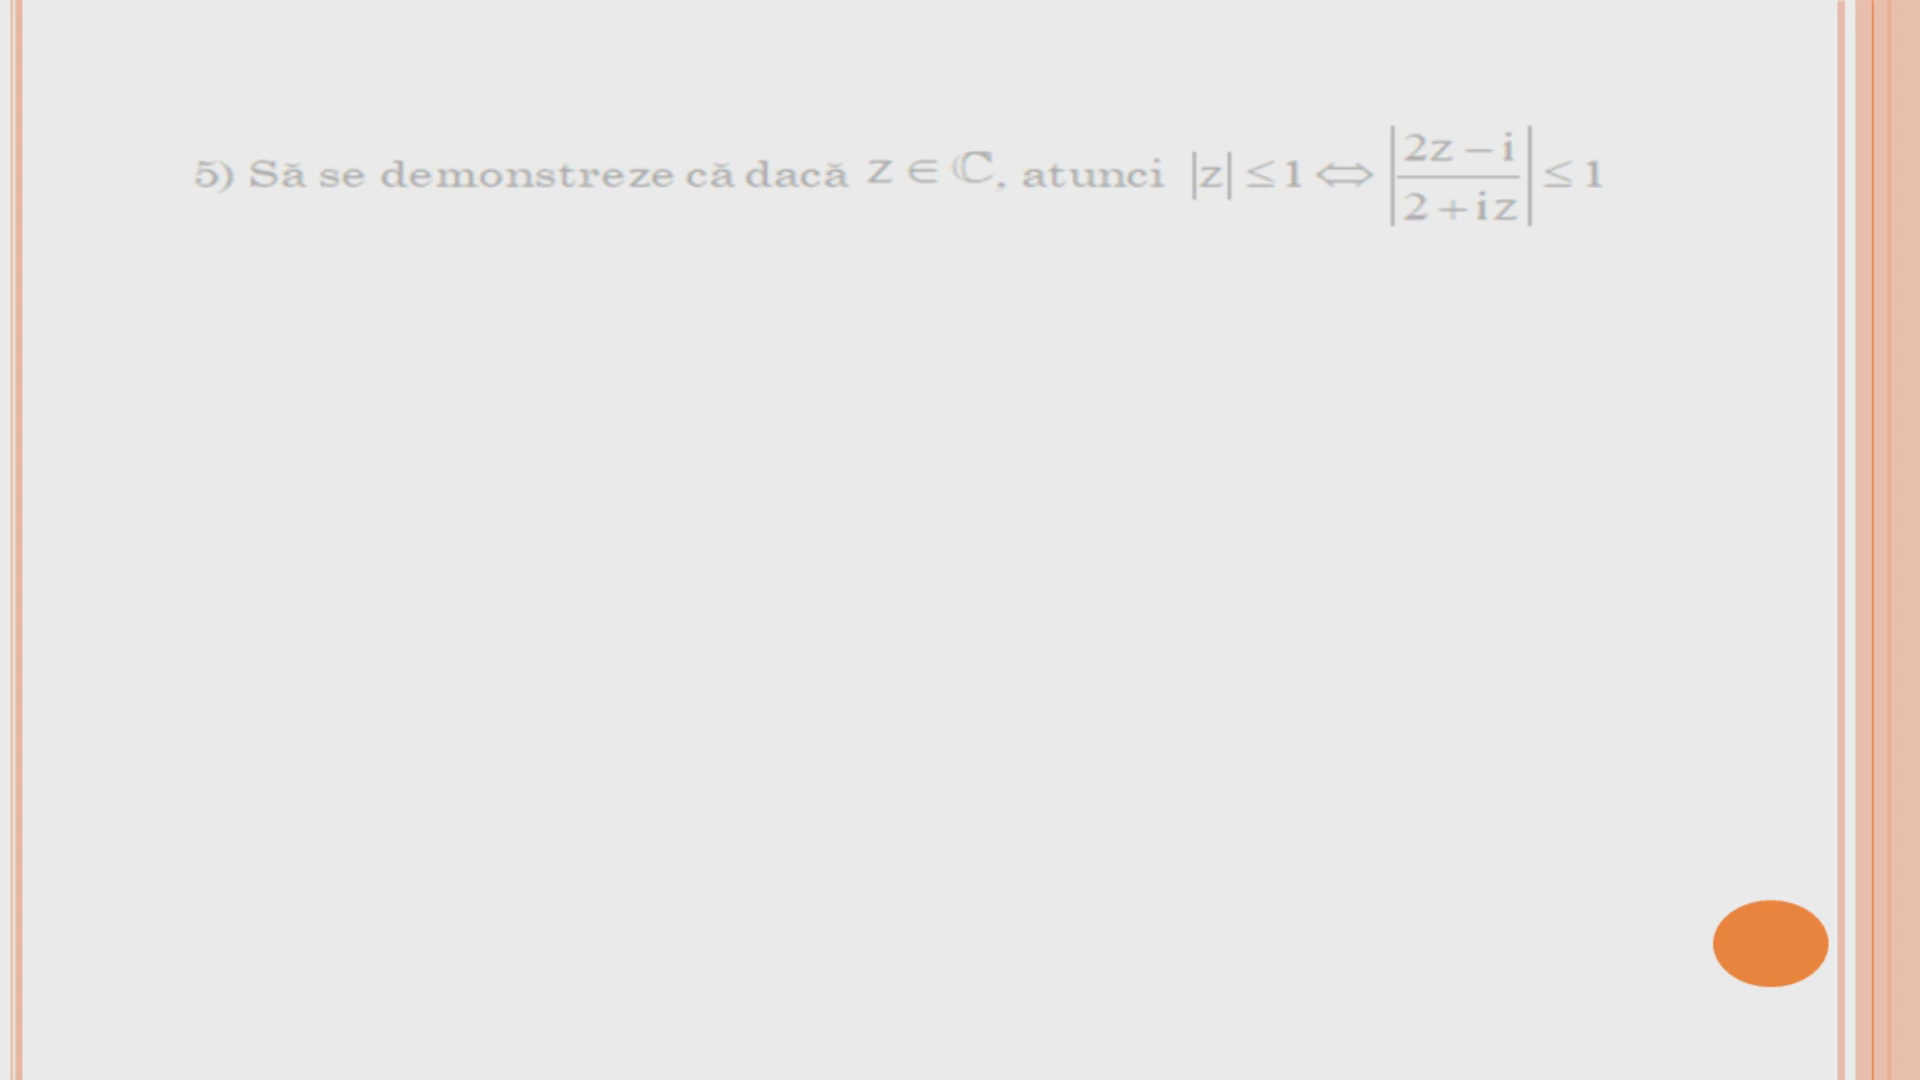 5) Să se demonstreze că dacă z ∈ ℂ, atunci |z| ≤ 1 ⇔ |(2z − i)/(2 + iz)| ≤ 1